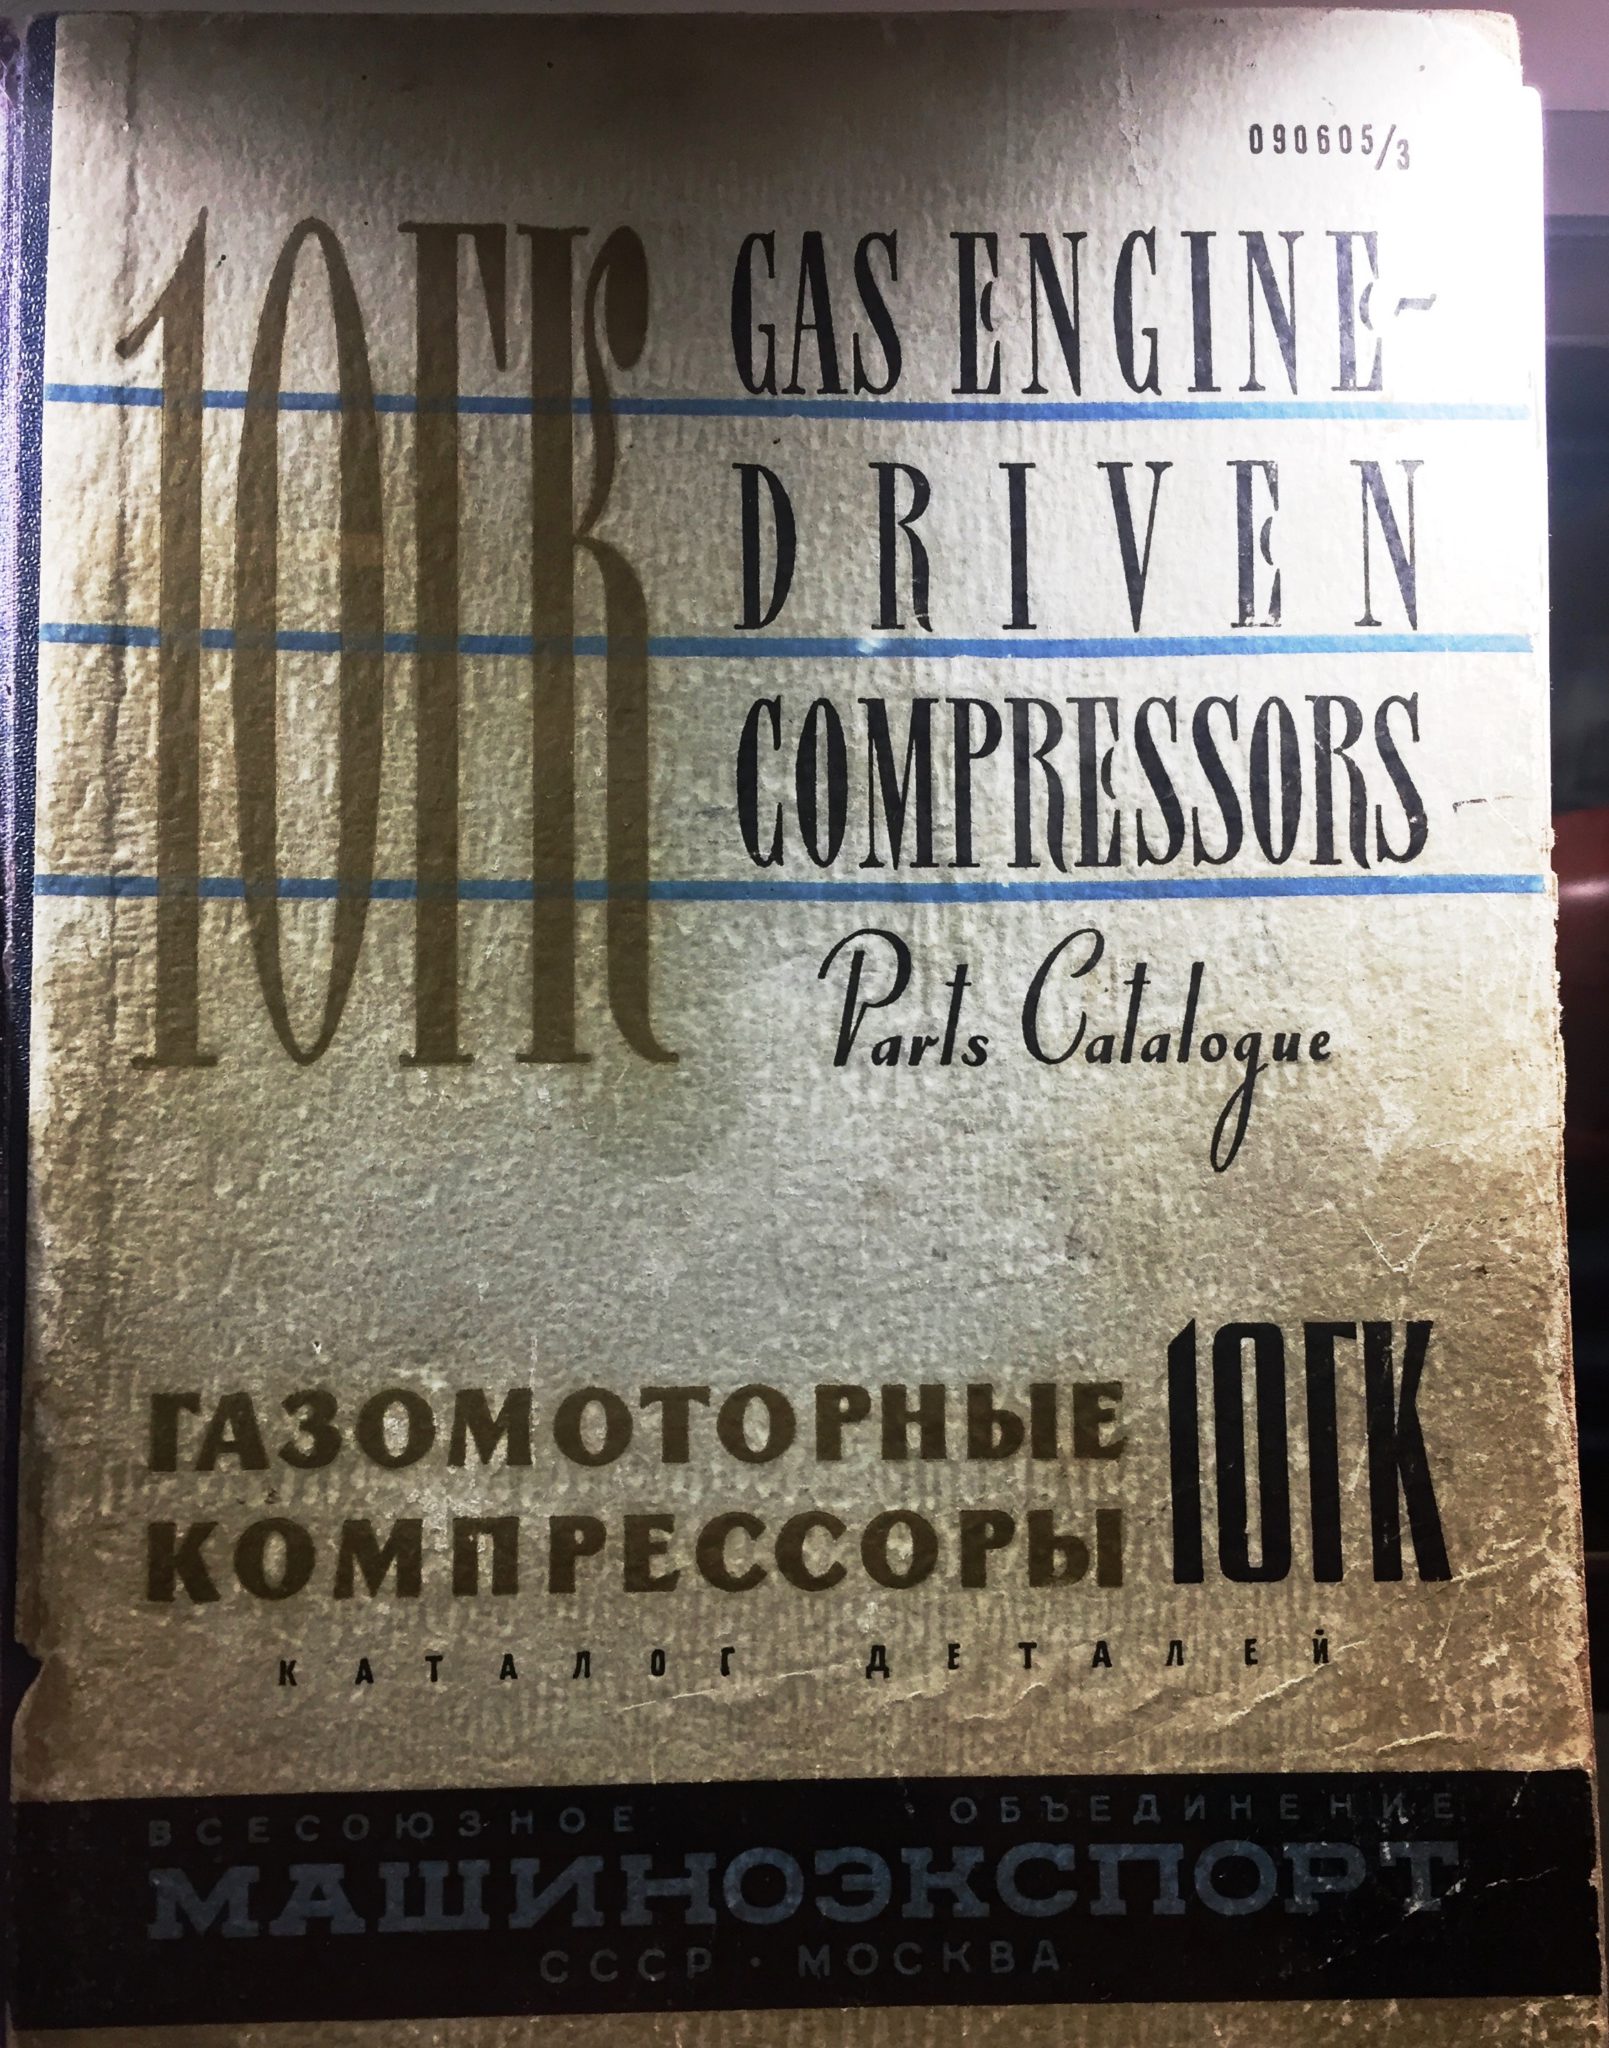 090605/3
10ГК
GAS ENGINE-
DRIVEN
COMPRESSORS
Parts Catalogue
ГАЗОМОТОРНЫЕ
КОМПРЕССОРЫ
10ГК
КАТАЛОГ ДЕТАЛЕЙ
ВСЕСОЮЗНОЕ ОБЪЕДИНЕНИЕ
МАШИНОЭКСПОРТ
СССР · МОСКВА